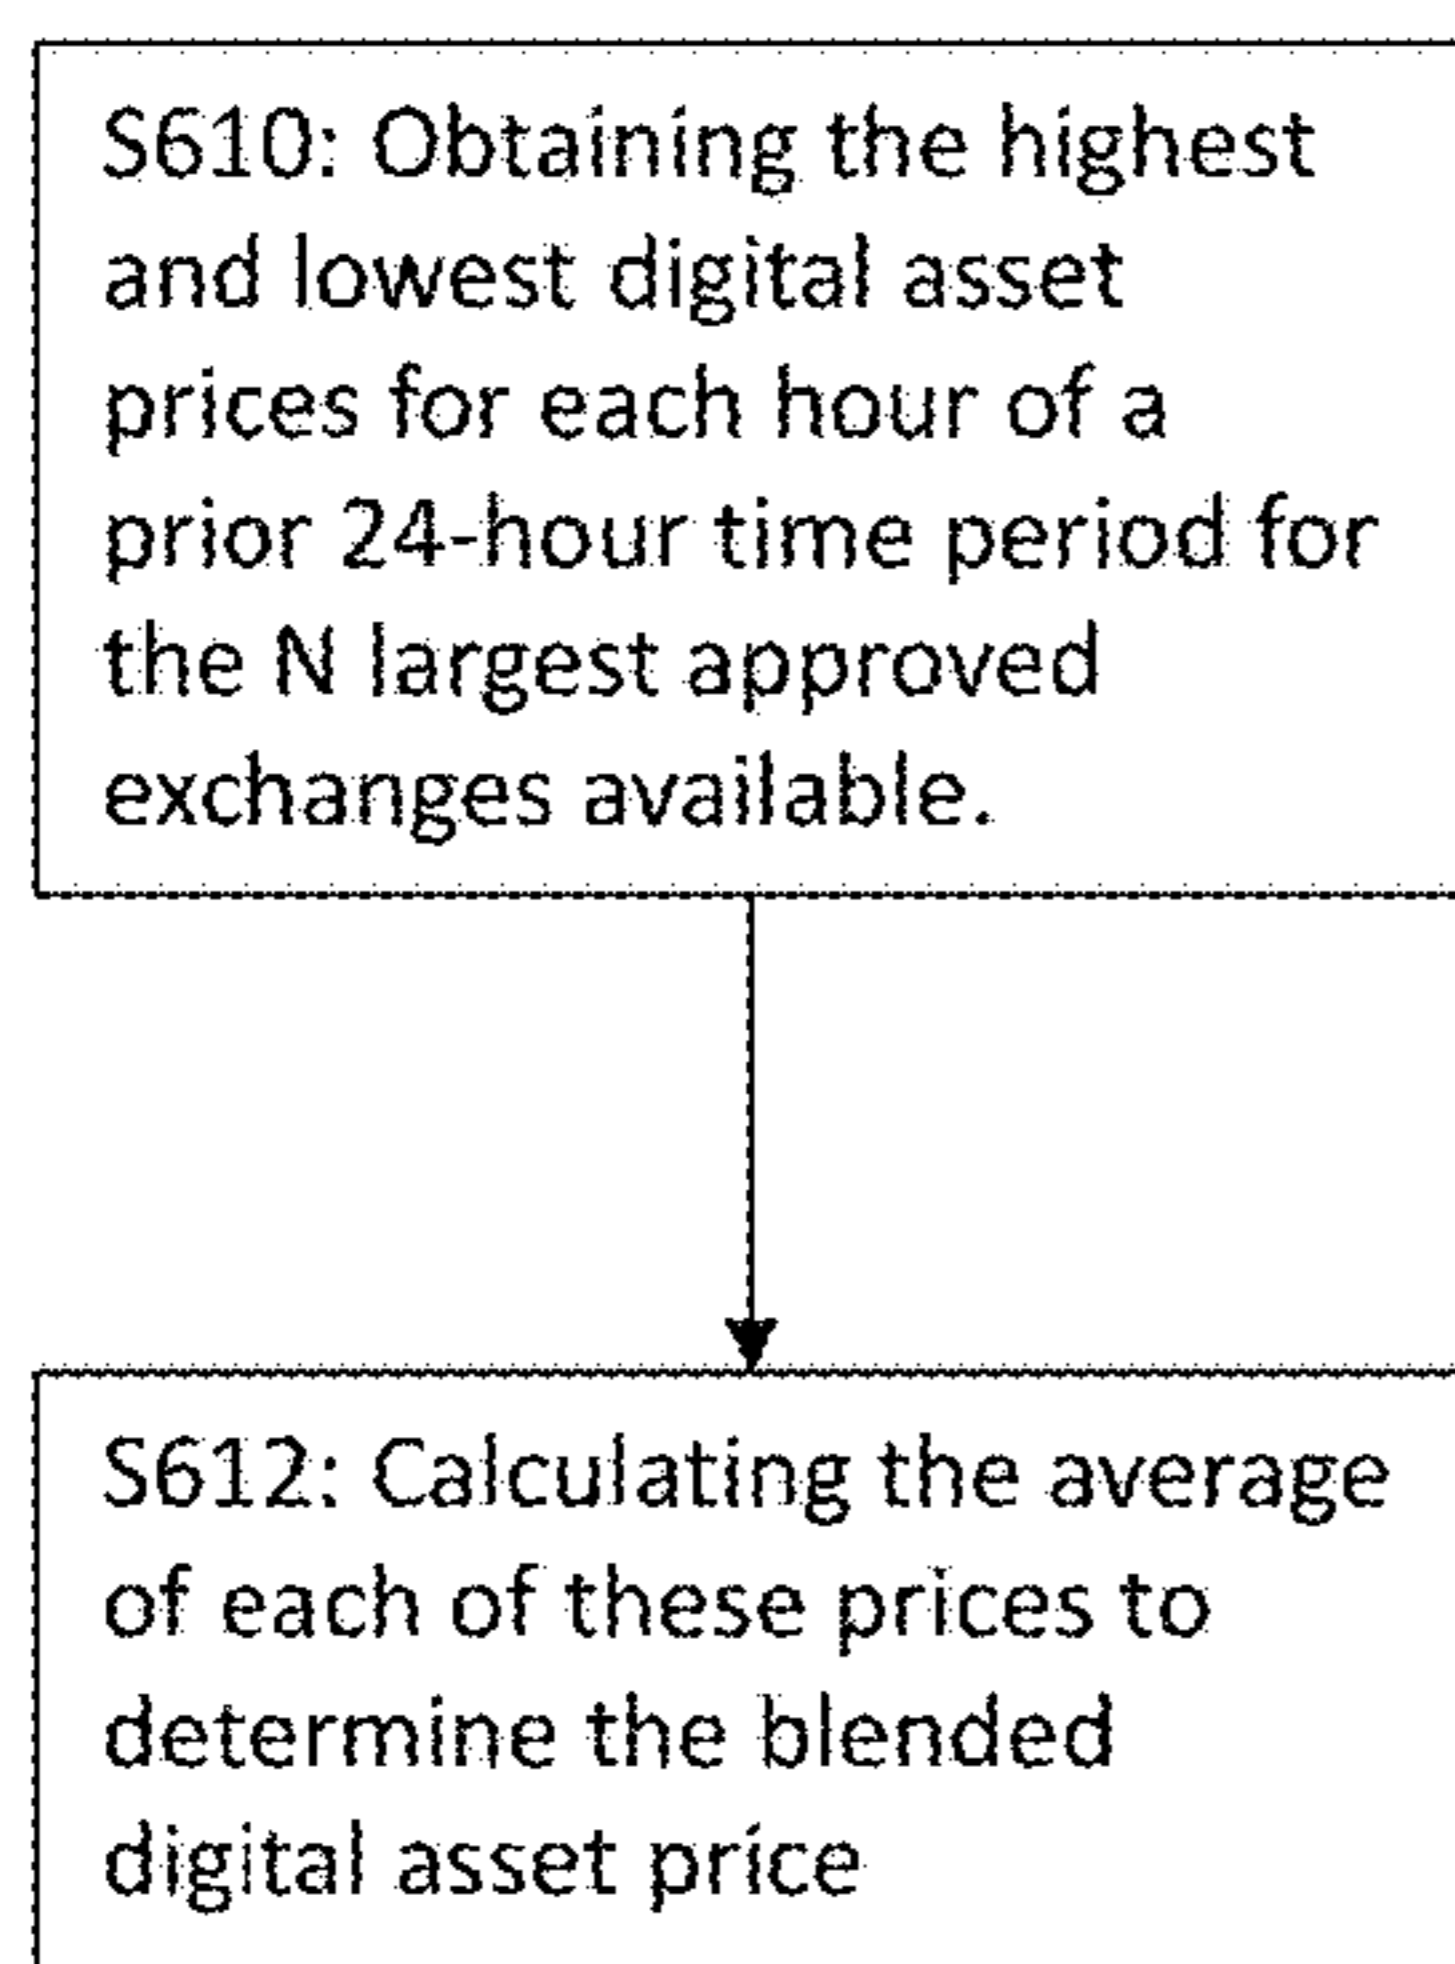 S610: Obtaining the highest
and lowest digital asset
prices for each hour of a
prior 24-hour time period for
the N largest approved
exchanges available.
S612: Calculating the average
of each of these prices to
determine the blended
digital asset price